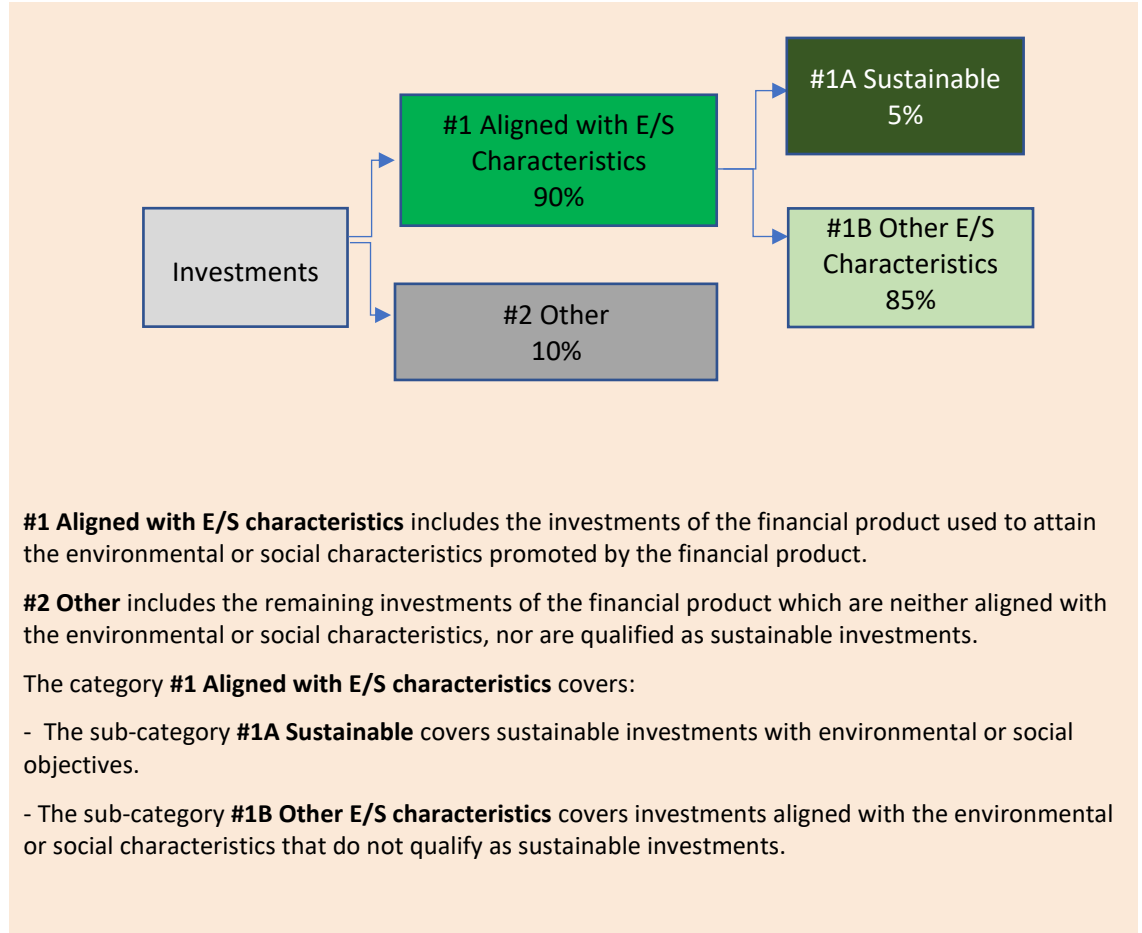 #1A Sustainable
5%
#1 Aligned with E/S
Characteristics
90%
#1B Other E/S
Characteristics
85%
Investments
#2 Other
10%
#1 Aligned with E/S characteristics includes the investments of the financial product used to attain
the environmental or social characteristics promoted by the financial product.
#2 Other includes the remaining investments of the financial product which are neither aligned with
the environmental or social characteristics, nor are qualified as sustainable investments.
The category #1 Aligned with E/S characteristics covers:
- The sub-category #1A Sustainable covers sustainable investments with environmental or social
objectives.
- The sub-category #1B Other E/S characteristics covers investments aligned with the environmental
or social characteristics that do not qualify as sustainable investments.